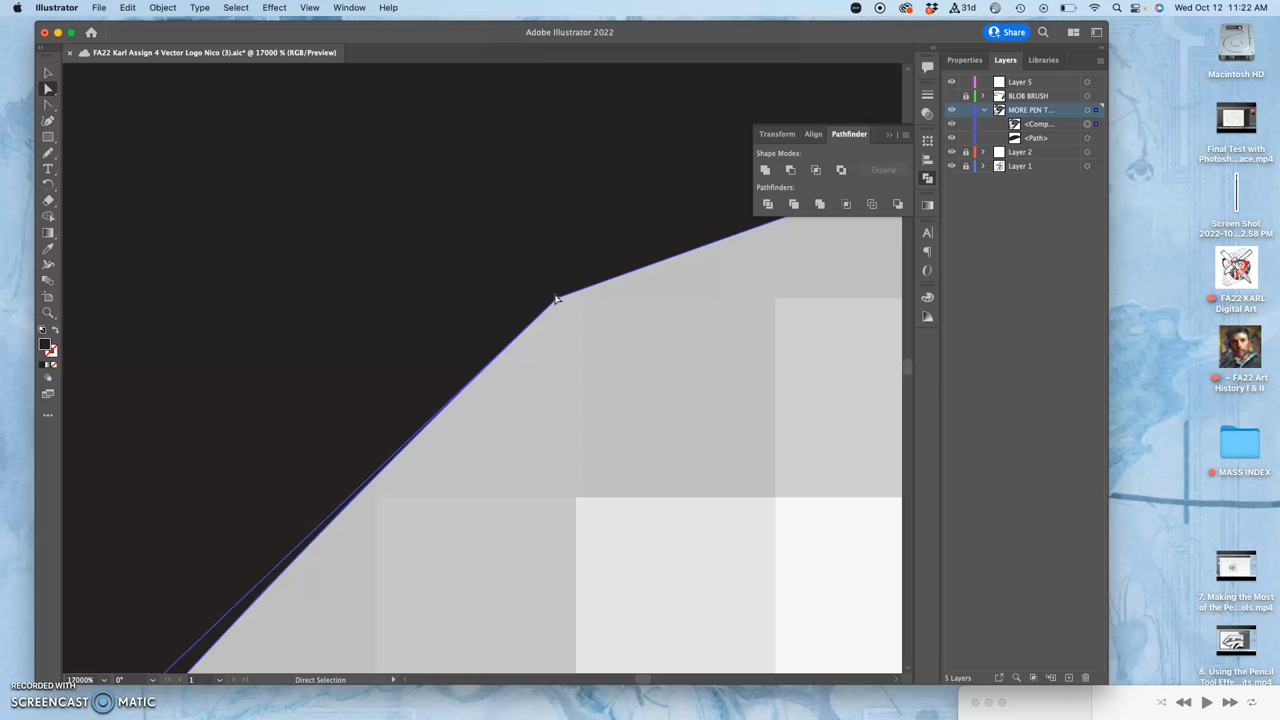 Illustrator File Edit Object Type Select Effect View Window Help 31d Wed Oct 12 11:22 AM
Adobe Illustrator 2022
Share
× FA22 Karl Assign 4 Vector Logo Nico (3).aic* @ 17000 % (RGB/Preview)
Properties Layers Libraries
Layer 5
BLOB BRUSH
MORE PEN T...
<Comp...
<Path>
Layer 2
Layer 1
Transform Align Pathfinder
Shape Modes:
Expand
Pathfinders:
Macintosh HD
Final Test with
Photosh...ace.mp4
Screen Shot
2022-10...2.58 PM
FA22 KARL
Digital Art
~ FA22 Art
History I & II
MASS INDEX
7. Making the Most
of the Pe...ols.mp4
8. Using the Pencil
Tool Effe...its.mp4
17000% 0° 1 Direct Selection
5 Layers
RECORDED WITH
SCREENCAST MATIC